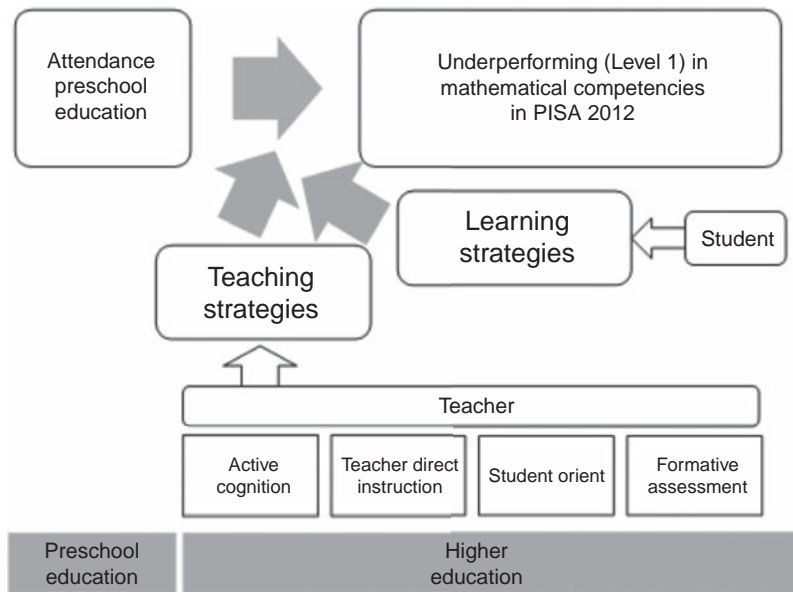 Attendance
preschool
education
Underperforming (Level 1) in
mathematical competencies
in PISA 2012
Learning
strategies
Student
Teaching
strategies
Teacher
Active
cognition
Teacher direct
instruction
Student orient
Formative
assessment
Preschool
education
Higher
education